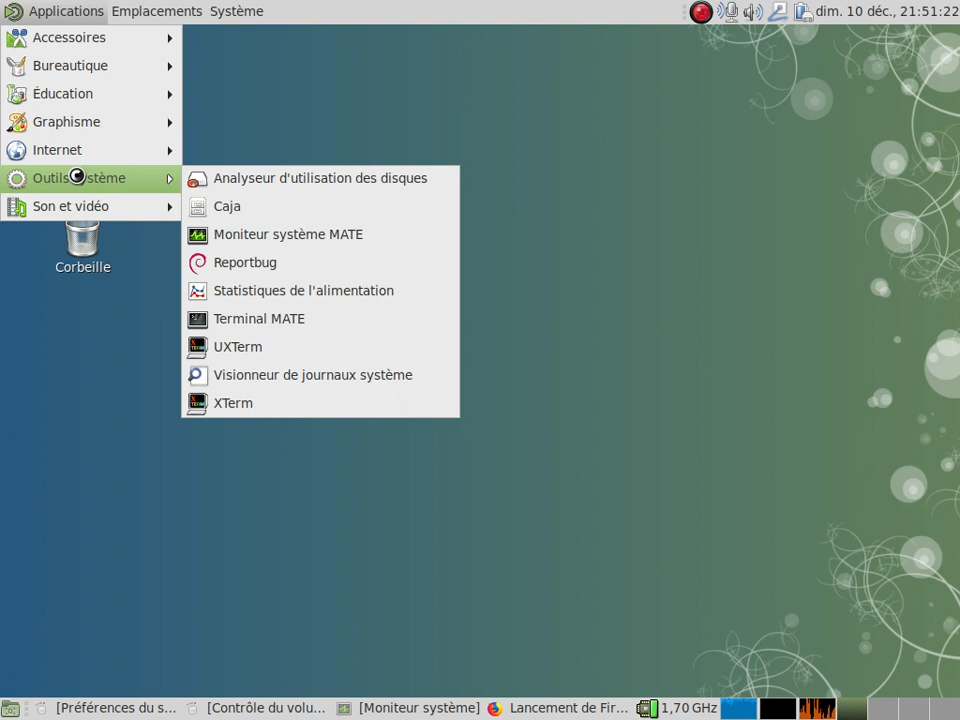 Applications Emplacements Système dim. 10 déc., 21:51:22
Accessoires
Bureautique
Éducation
Graphisme
Internet
Outils système
Son et vidéo
Analyseur d'utilisation des disques
Caja
Moniteur système MATE
Reportbug
Statistiques de l'alimentation
Terminal MATE
UXTerm
Visionneur de journaux système
XTerm
Corbeille
[Préférences du s... [Contrôle du volu... [Moniteur système] Lancement de Fir... 1,70 GHz